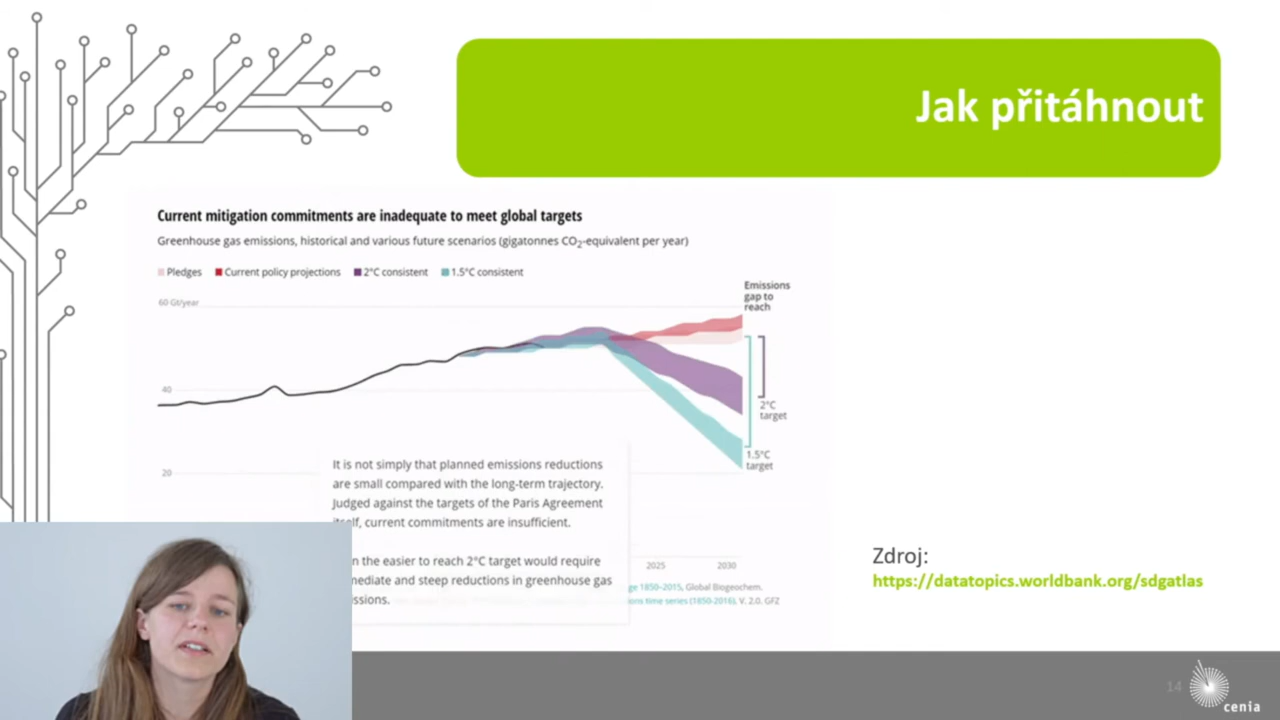 Jak přitáhnout
Current mitigation commitments are inadequate to meet global targets
Greenhouse gas emissions, historical and various future scenarios (gigatonnes CO₂-equivalent per year)
Pledges Current policy projections 2°C consistent 1.5°C consistent
Emissions
gap to
reach
60 Gt/year
40
2°C
target
1.5°C
target
20
It is not simply that planned emissions reductions
are small compared with the long-term trajectory.
Judged against the targets of the Paris Agreement
itself, current commitments are insufficient.
n the easier to reach 2°C target would require
mediate and steep reductions in greenhouse gas
issions.
2025 2030
ge 1850–2015, Global Biogeochem.
ons time series (1850-2016). V. 2.0. GFZ
Zdroj:
https://datatopics.worldbank.org/sdgatlas
14
cenia